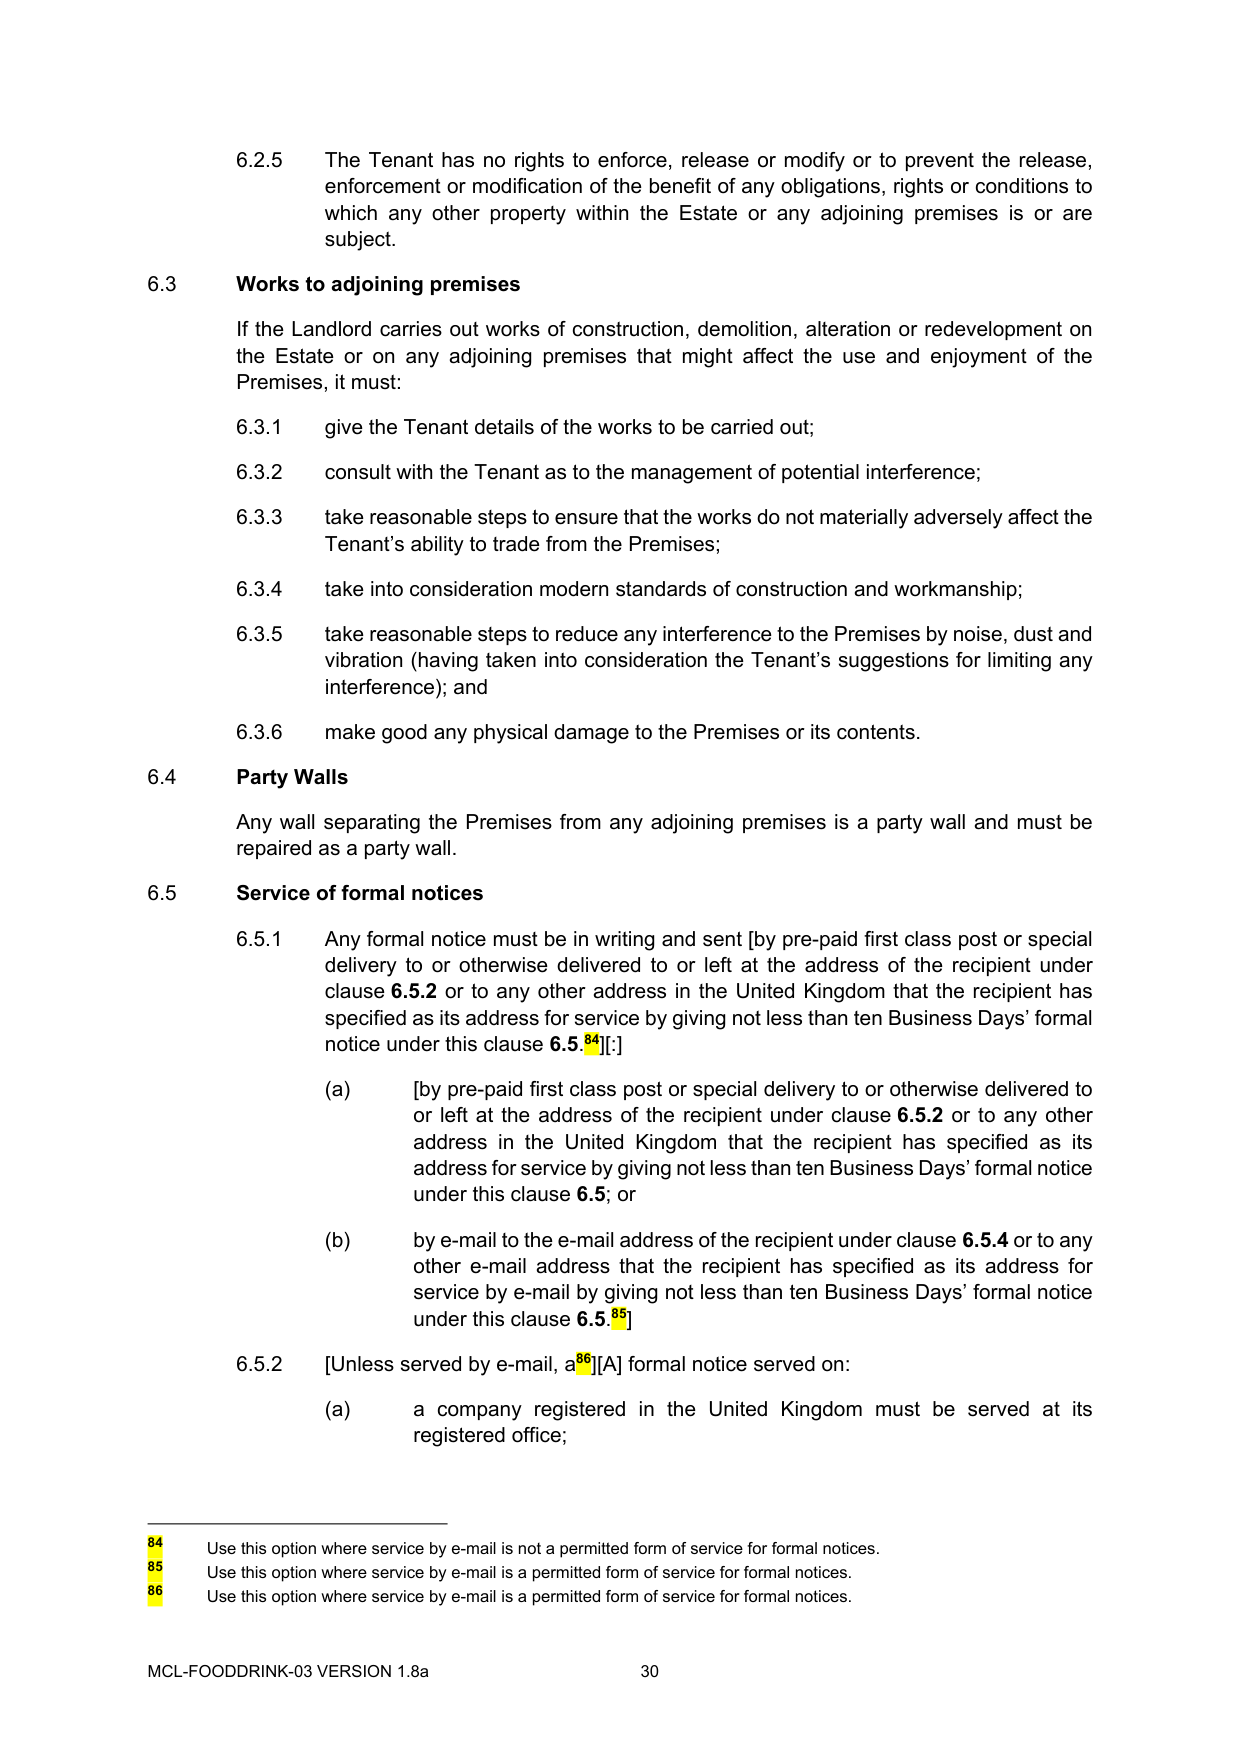 6.2.5 The Tenant has no rights to enforce, release or modify or to prevent the release,
enforcement or modification of the benefit of any obligations, rights or conditions to
which any other property within the Estate or any adjoining premises is or are
subject.
6.3 Works to adjoining premises
If the Landlord carries out works of construction, demolition, alteration or redevelopment on
the Estate or on any adjoining premises that might affect the use and enjoyment of the
Premises, it must:
6.3.1 give the Tenant details of the works to be carried out;
6.3.2 consult with the Tenant as to the management of potential interference;
6.3.3 take reasonable steps to ensure that the works do not materially adversely affect the
Tenant’s ability to trade from the Premises;
6.3.4 take into consideration modern standards of construction and workmanship;
6.3.5 take reasonable steps to reduce any interference to the Premises by noise, dust and
vibration (having taken into consideration the Tenant’s suggestions for limiting any
interference); and
6.3.6 make good any physical damage to the Premises or its contents.
6.4 Party Walls
Any wall separating the Premises from any adjoining premises is a party wall and must be
repaired as a party wall.
6.5 Service of formal notices
6.5.1 Any formal notice must be in writing and sent [by pre-paid first class post or special
delivery to or otherwise delivered to or left at the address of the recipient under
clause 6.5.2 or to any other address in the United Kingdom that the recipient has
specified as its address for service by giving not less than ten Business Days’ formal
notice under this clause 6.5.84][:]
(a) [by pre-paid first class post or special delivery to or otherwise delivered to
or left at the address of the recipient under clause 6.5.2 or to any other
address in the United Kingdom that the recipient has specified as its
address for service by giving not less than ten Business Days’ formal notice
under this clause 6.5; or
(b) by e-mail to the e-mail address of the recipient under clause 6.5.4 or to any
other e-mail address that the recipient has specified as its address for
service by e-mail by giving not less than ten Business Days’ formal notice
under this clause 6.5.85]
6.5.2 [Unless served by e-mail, a86][A] formal notice served on:
(a) a company registered in the United Kingdom must be served at its
registered office;
84 Use this option where service by e-mail is not a permitted form of service for formal notices.
85 Use this option where service by e-mail is a permitted form of service for formal notices.
86 Use this option where service by e-mail is a permitted form of service for formal notices.
MCL-FOODDRINK-03 VERSION 1.8a 30